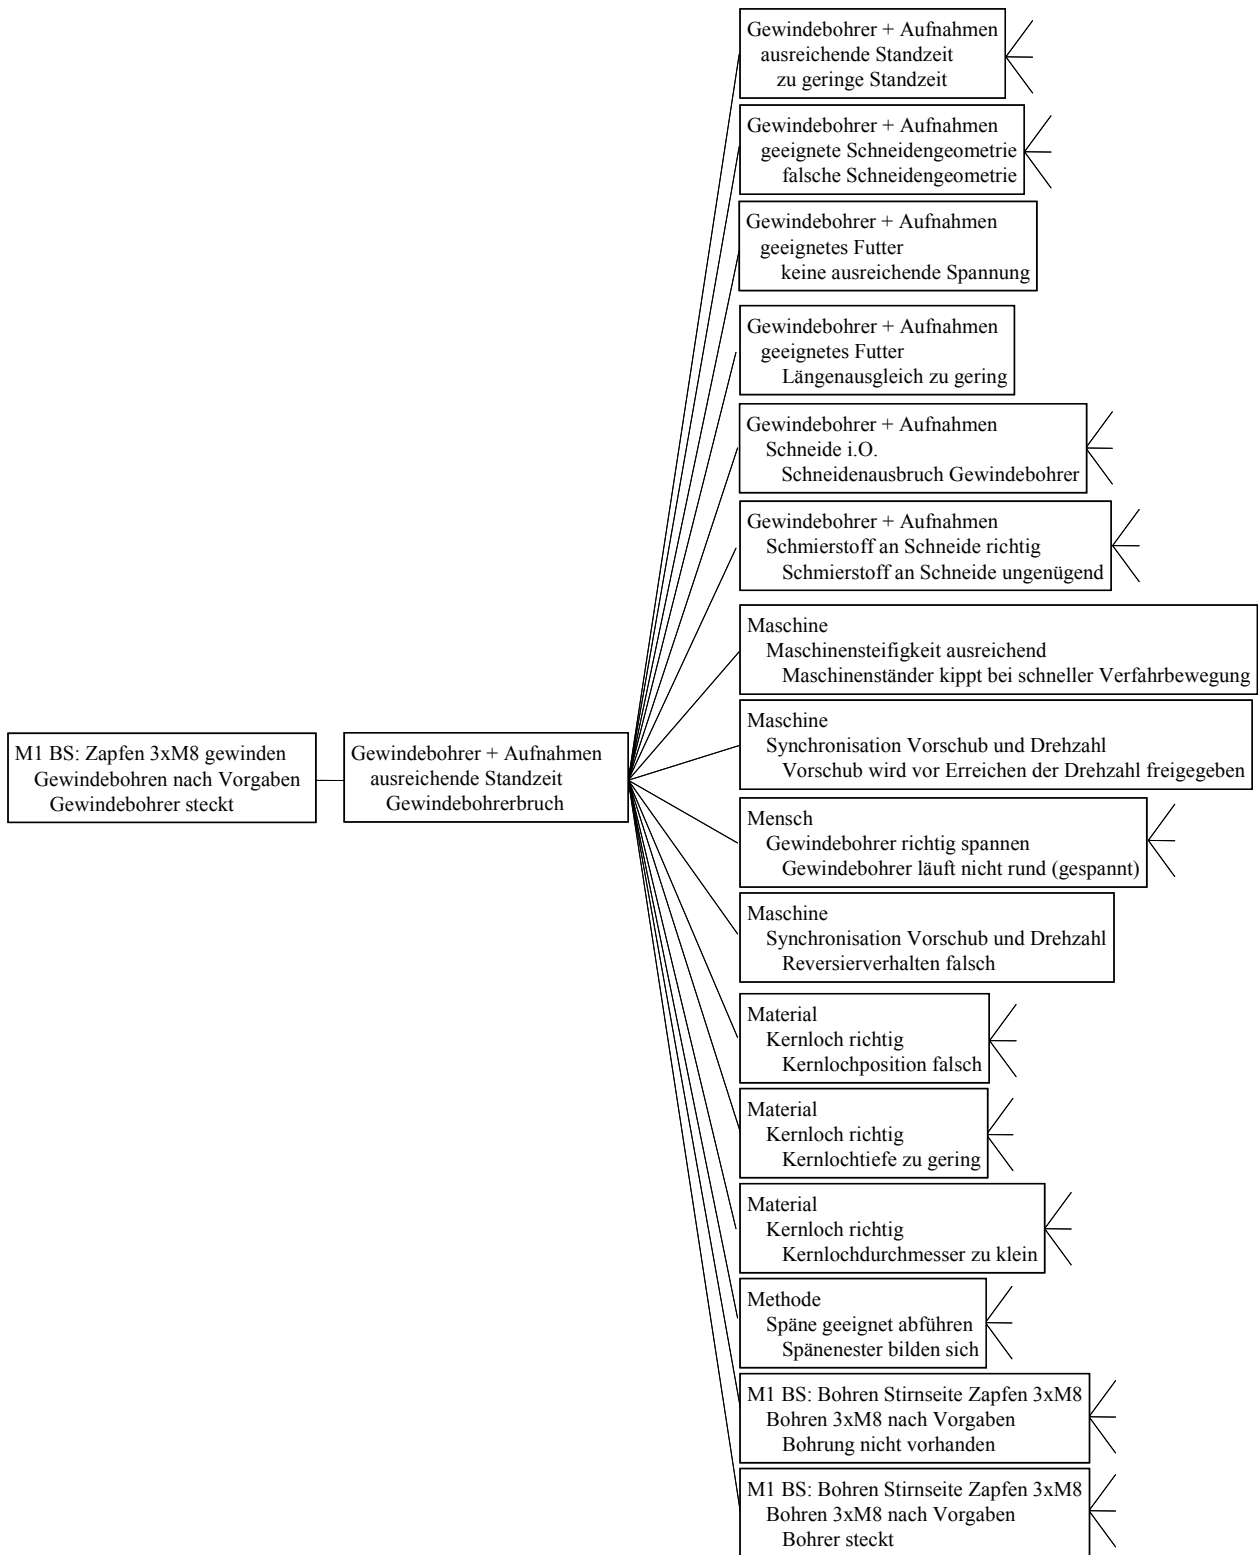 Gewindebohrer + Aufnahmen
ausreichende Standzeit
zu geringe Standzeit
Gewindebohrer + Aufnahmen
geeignete Schneidengeometrie
falsche Schneidengeometrie
Gewindebohrer + Aufnahmen
geeignetes Futter
keine ausreichende Spannung
Gewindebohrer + Aufnahmen
geeignetes Futter
Längenausgleich zu gering
Gewindebohrer + Aufnahmen
Schneide i.O.
Schneidenausbruch Gewindebohrer
Gewindebohrer + Aufnahmen
Schmierstoff an Schneide richtig
Schmierstoff an Schneide ungenügend
Maschine
Maschinensteifigkeit ausreichend
Maschinenständer kippt bei schneller Verfahrbewegung
M1 BS: Zapfen 3xM8 gewinden
Gewindebohren nach Vorgaben
Gewindebohrer steckt
Gewindebohrer + Aufnahmen
ausreichende Standzeit
Gewindebohrerbruch
Maschine
Synchronisation Vorschub und Drehzahl
Vorschub wird vor Erreichen der Drehzahl freigegeben
Mensch
Gewindebohrer richtig spannen
Gewindebohrer läuft nicht rund (gespannt)
Maschine
Synchronisation Vorschub und Drehzahl
Reversierverhalten falsch
Material
Kernloch richtig
Kernlochposition falsch
Material
Kernloch richtig
Kernlochtiefe zu gering
Material
Kernloch richtig
Kernlochdurchmesser zu klein
Methode
Späne geeignet abführen
Spänenester bilden sich
M1 BS: Bohren Stirnseite Zapfen 3xM8
Bohren 3xM8 nach Vorgaben
Bohrung nicht vorhanden
M1 BS: Bohren Stirnseite Zapfen 3xM8
Bohren 3xM8 nach Vorgaben
Bohrer steckt